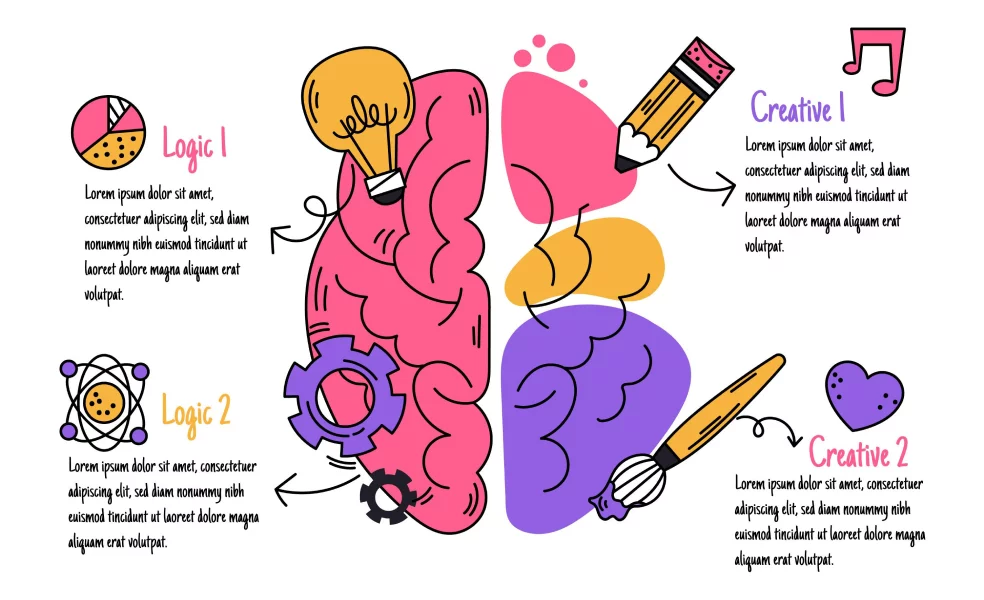 Logic 1
Lorem ipsum dolor sit amet,
consectetuer adipiscing elit, sed diam
nonummy nibh euismod tincidunt ut
laoreet dolore magna aliquam erat
volutpat.
Logic 2
Lorem ipsum dolor sit amet, consectetuer
adipiscing elit, sed diam nonummy nibh
euismod tincidunt ut laoreet dolore magna
aliquam erat volutpat.
Creative 1
Lorem ipsum dolor sit amet,
consectetuer adipiscing elit, sed diam
nonummy nibh euismod tincidunt ut
laoreet dolore magna aliquam erat
volutpat.
Creative 2
Lorem ipsum dolor sit amet, consectetuer
adipiscing elit, sed diam nonummy nibh
euismod tincidunt ut laoreet dolore magna
aliquam erat volutpat.